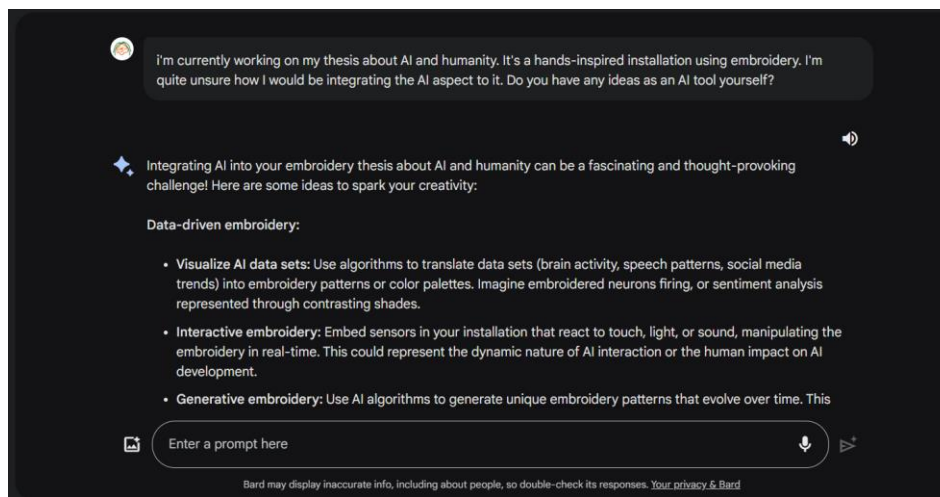 i'm currently working on my thesis about AI and humanity. It's a hands-inspired installation using embroidery. I'm
quite unsure how I would be integrating the AI aspect to it. Do you have any ideas as an AI tool yourself?
Integrating AI into your embroidery thesis about AI and humanity can be a fascinating and thought-provoking
challenge! Here are some ideas to spark your creativity:
Data-driven embroidery:
• Visualize AI data sets: Use algorithms to translate data sets (brain activity, speech patterns, social media
trends) into embroidery patterns or color palettes. Imagine embroidered neurons firing, or sentiment analysis
represented through contrasting shades.
• Interactive embroidery: Embed sensors in your installation that react to touch, light, or sound, manipulating the
embroidery in real-time. This could represent the dynamic nature of AI interaction or the human impact on AI
development.
• Generative embroidery: Use AI algorithms to generate unique embroidery patterns that evolve over time. This
Enter a prompt here
Bard may display inaccurate info, including about people, so double-check its responses. Your privacy & Bard